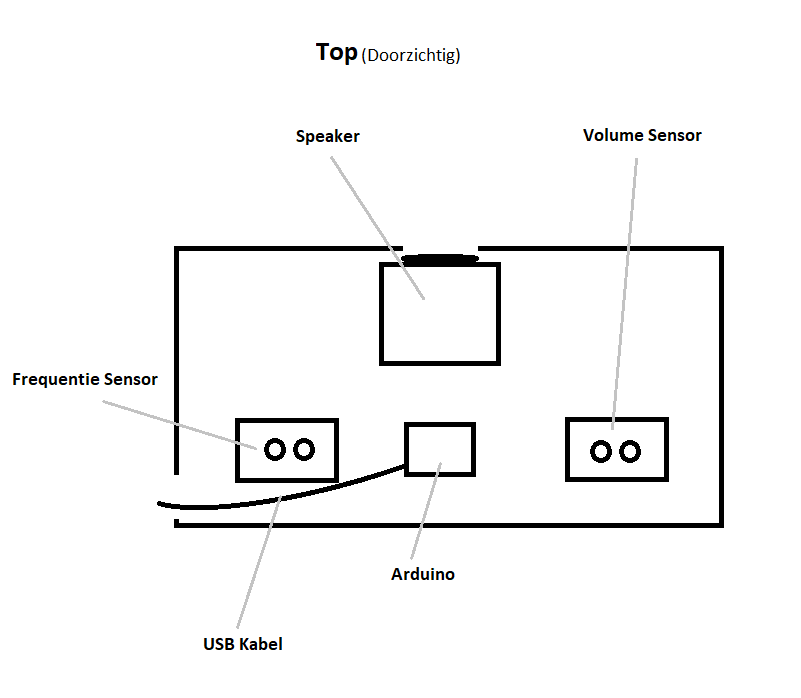 Top (Doorzichtig)
Speaker
Volume Sensor
Frequentie Sensor
Arduino
USB Kabel